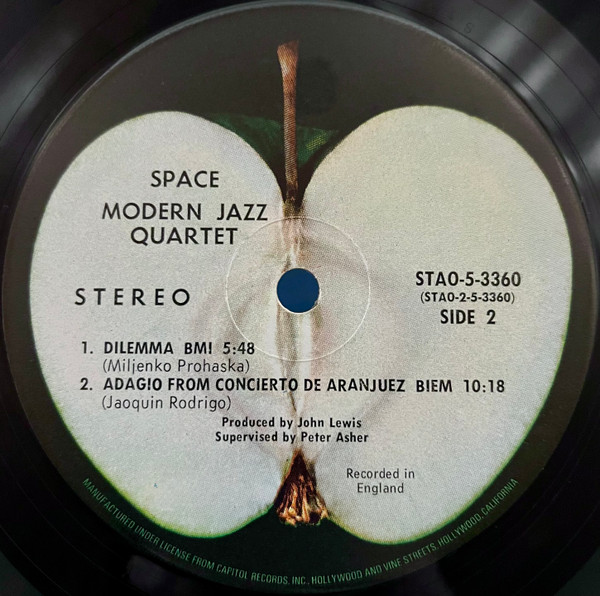 SPACE
MODERN JAZZ
QUARTET
STEREO
STAO-5-3360
(STAO-2-5-3360)
SIDE 2
1. DILEMMA BMI 5:48
(Miljenko Prohaska)
2. ADAGIO FROM CONCIERTO DE ARANJUEZ BIEM 10:18
(Jaoquin Rodrigo)
Produced by John Lewis
Supervised by Peter Asher
Recorded in
England
MANUFACTURED UNDER LICENSE FROM CAPITOL RECORDS, INC. HOLLYWOOD AND VINE STREETS, HOLLYWOOD, CALIFORNIA